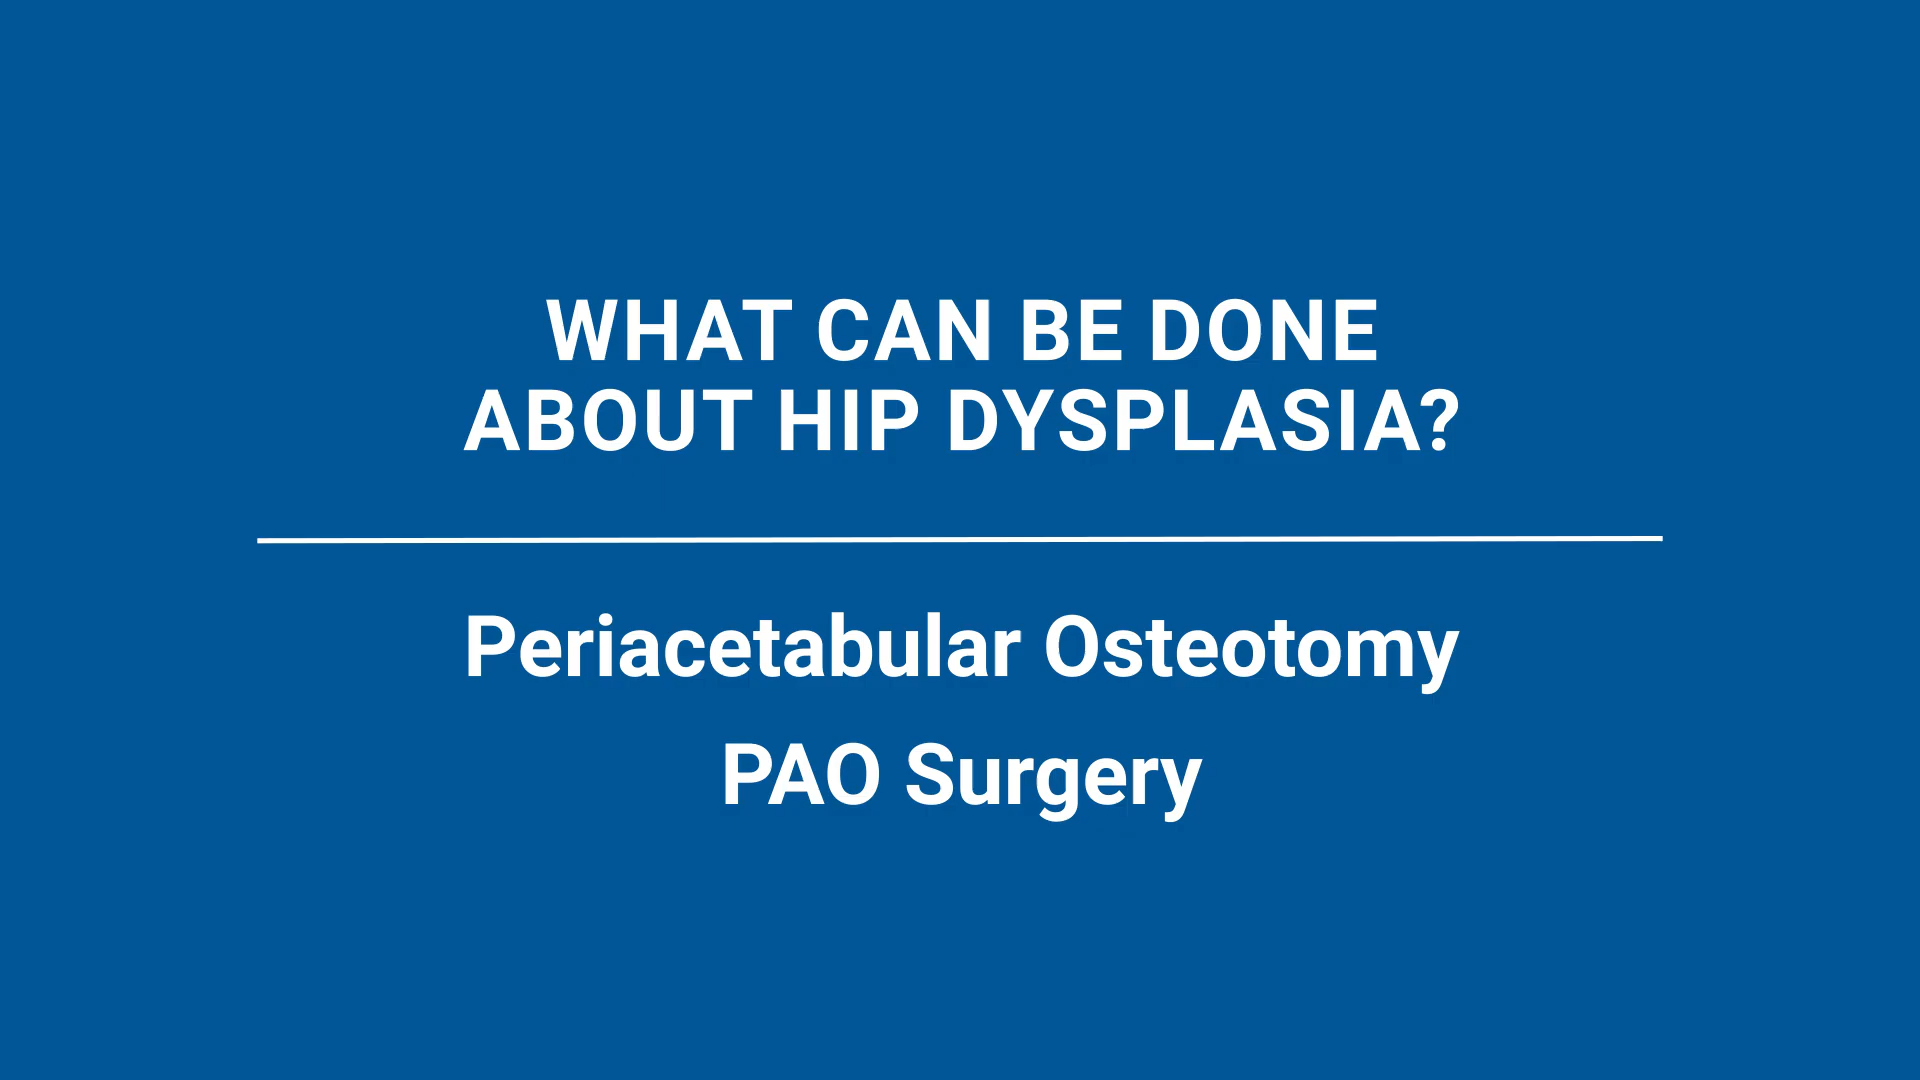 WHAT CAN BE DONE
ABOUT HIP DYSPLASIA?
Periacetabular Osteotomy
PAO Surgery